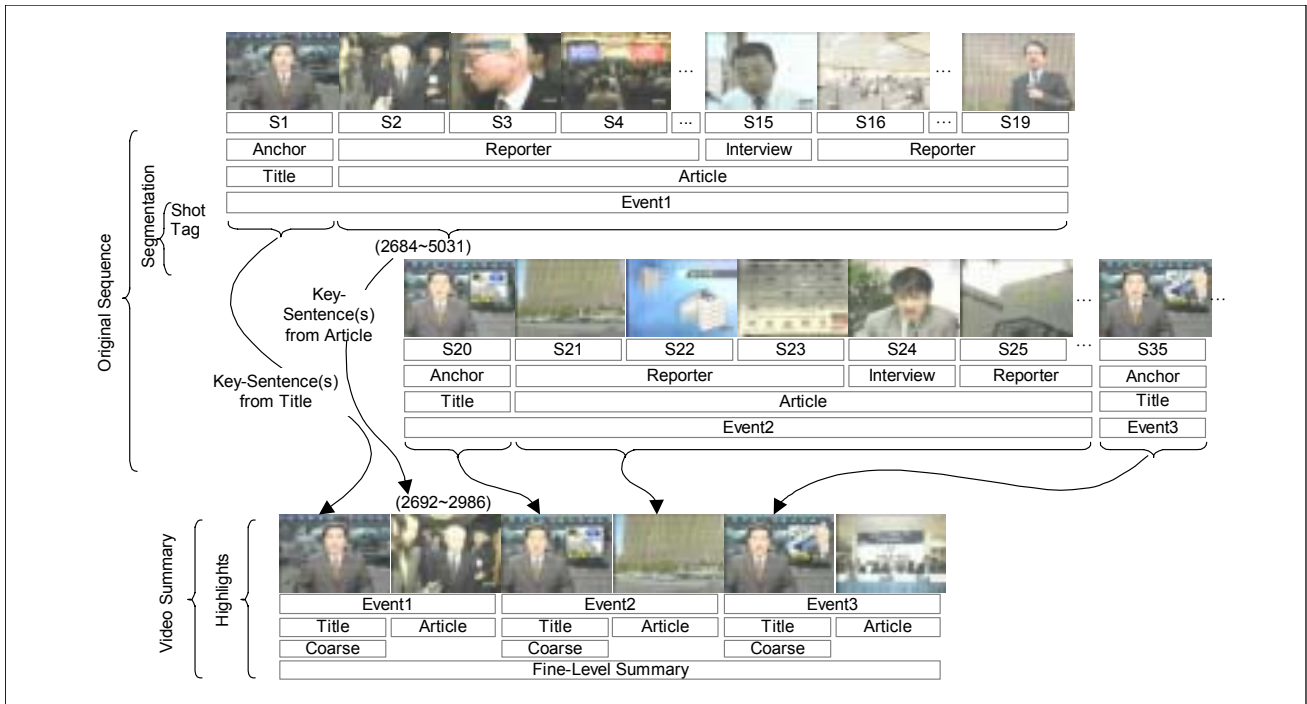 ... ...
S1 S2 S3 S4 ... S15 S16 ... S19
Anchor Reporter Interview Reporter
Title Article
Event1
Original Sequence
Segmentation
Shot
Tag
(2684~5031)
Key-
Sentence(s)
from Article
Key-Sentence(s)
from Title
... ...
S20 S21 S22 S23 S24 S25 ... S35
Anchor Reporter Interview Reporter Anchor
Title Article Title
Event2 Event3
(2692~2986)
Video Summary
Highlights
Event1 Event2 Event3
Title Article Title Article Title Article
Coarse Coarse Coarse
Fine-Level Summary